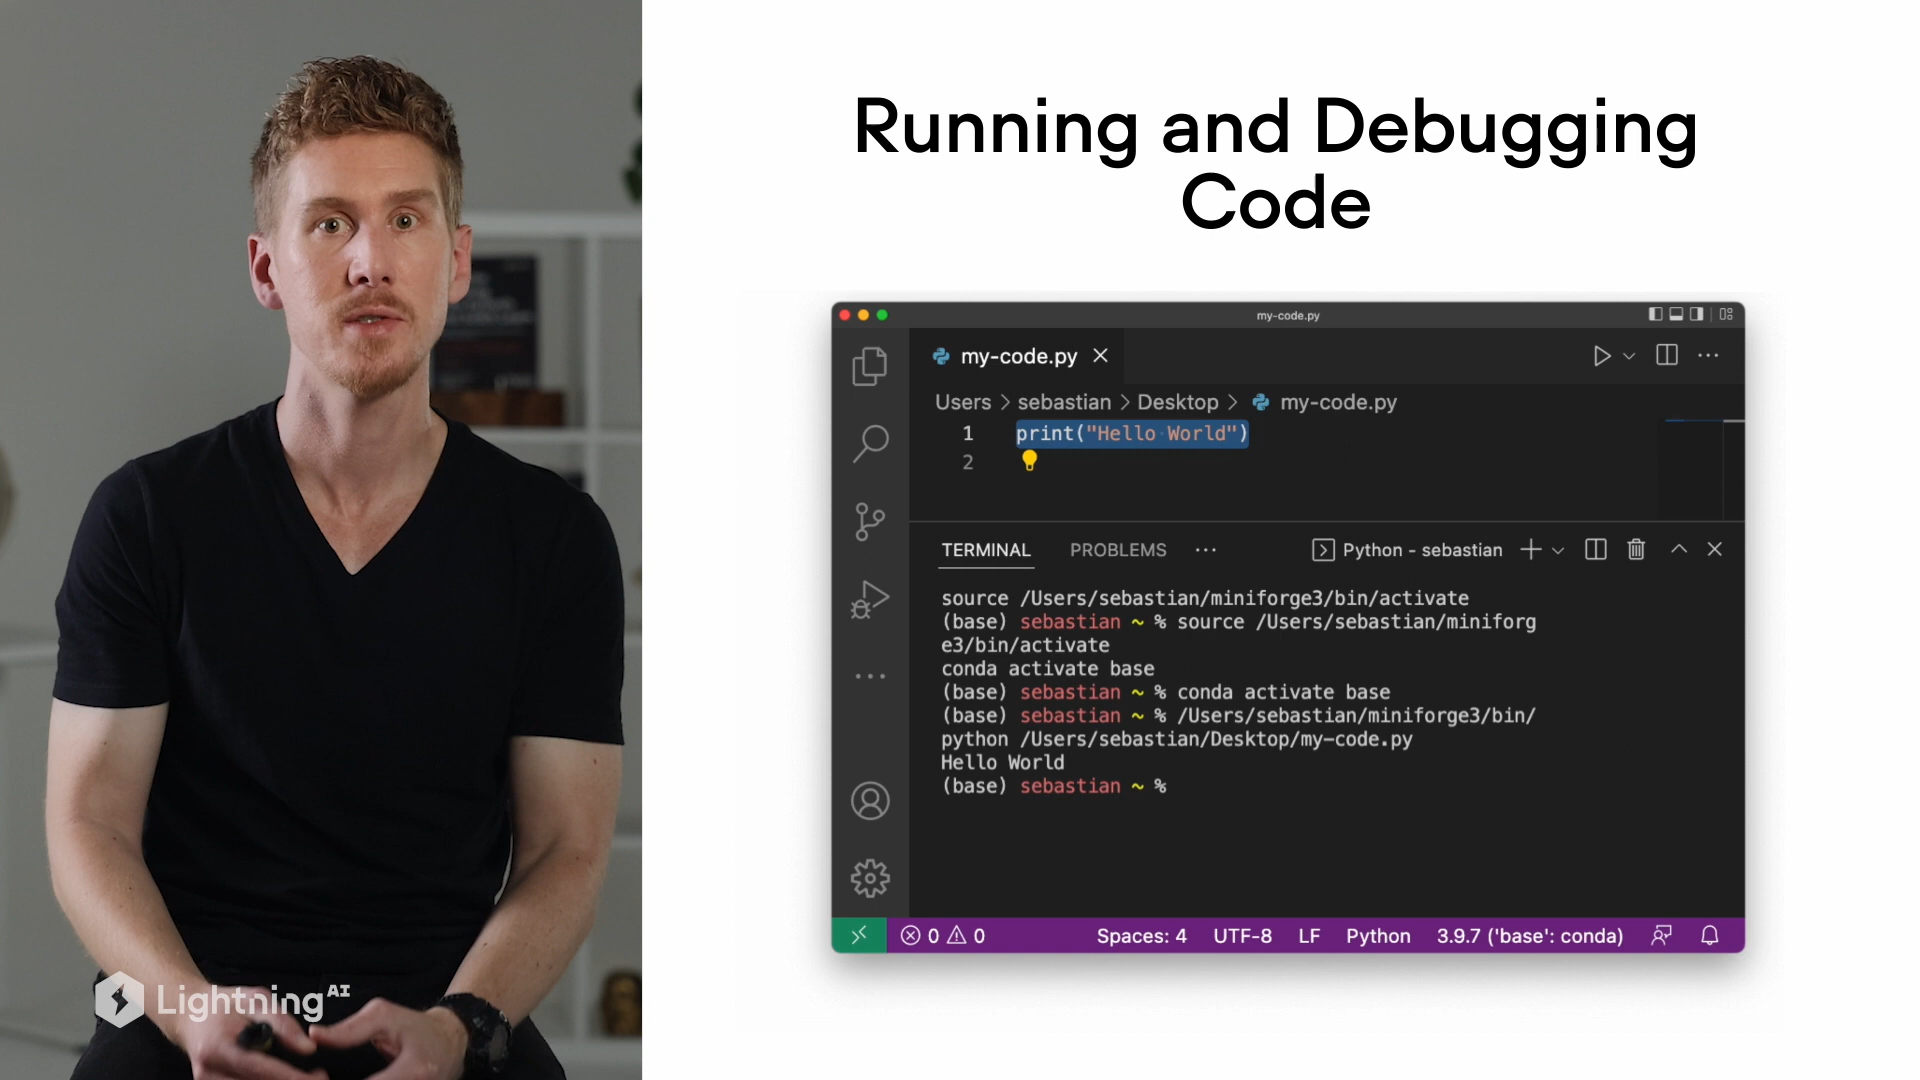 Running and Debugging
Code
my-code.py
my-code.py
Users > sebastian > Desktop > my-code.py
1 print("Hello World")
2
TERMINAL PROBLEMS ... Python - sebastian
source /Users/sebastian/miniforge3/bin/activate
(base) sebastian ~ % source /Users/sebastian/miniforg
e3/bin/activate
conda activate base
(base) sebastian ~ % conda activate base
(base) sebastian ~ % /Users/sebastian/miniforge3/bin/
python /Users/sebastian/Desktop/my-code.py
Hello World
(base) sebastian ~ %
0 0 Spaces: 4 UTF-8 LF Python 3.9.7 ('base': conda)
Lightning AI